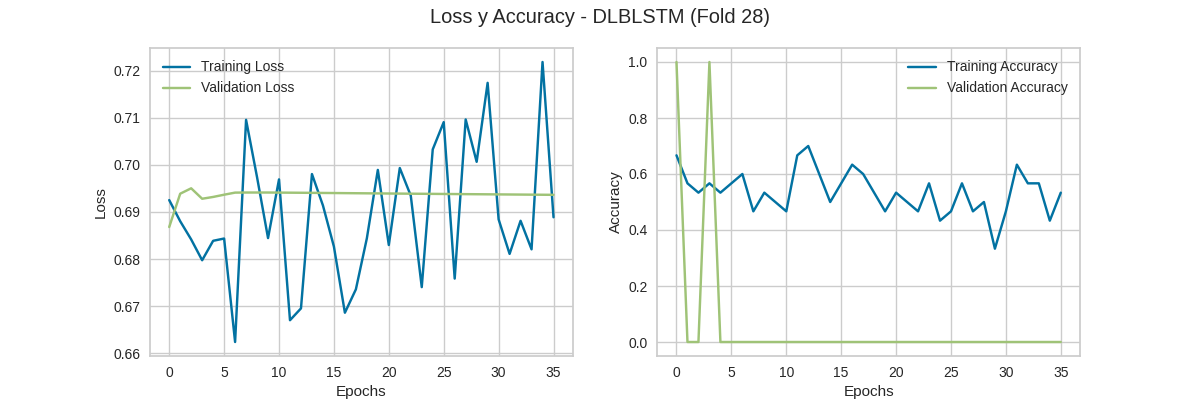 Loss y Accuracy - DLBLSTM (Fold 28)
Training Loss
Validation Loss
0.72
0.71
0.70
0.69
0.68
0.67
0.66
Loss
0 5 10 15 20 25 30 35
Epochs
Training Accuracy
Validation Accuracy
1.0
0.8
0.6
0.4
0.2
0.0
Accuracy
0 5 10 15 20 25 30 35
Epochs